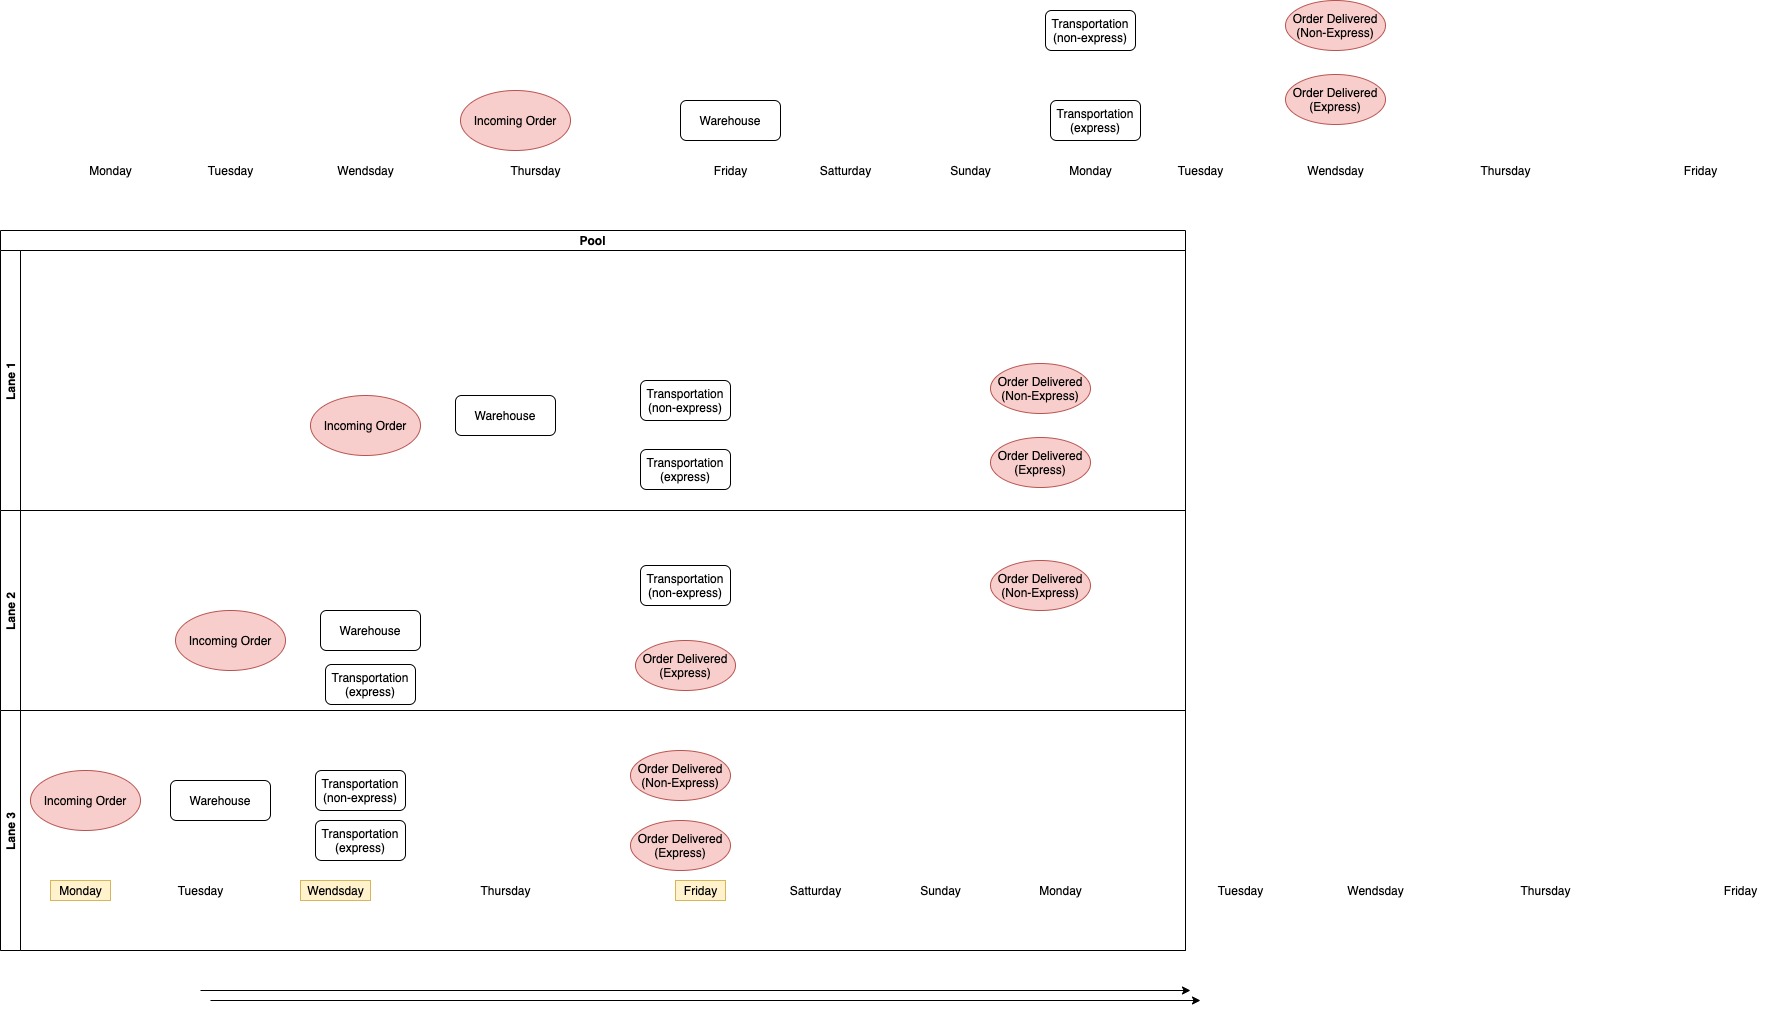 Transportation
(non-express)
Order Delivered
(Non-Express)
Incoming Order
Warehouse
Transportation
(express)
Order Delivered
(Express)
Monday
Tuesday
Wendsday
Thursday
Friday
Satturday
Sunday
Monday
Tuesday
Wendsday
Thursday
Friday
Pool
Lane 1
Incoming Order
Warehouse
Transportation
(non-express)
Transportation
(express)
Order Delivered
(Non-Express)
Order Delivered
(Express)
Lane 2
Incoming Order
Warehouse
Transportation
(express)
Transportation
(non-express)
Order Delivered
(Express)
Order Delivered
(Non-Express)
Lane 3
Incoming Order
Warehouse
Transportation
(non-express)
Transportation
(express)
Order Delivered
(Non-Express)
Order Delivered
(Express)
Monday
Tuesday
Wendsday
Thursday
Friday
Satturday
Sunday
Monday
Tuesday
Wendsday
Thursday
Friday